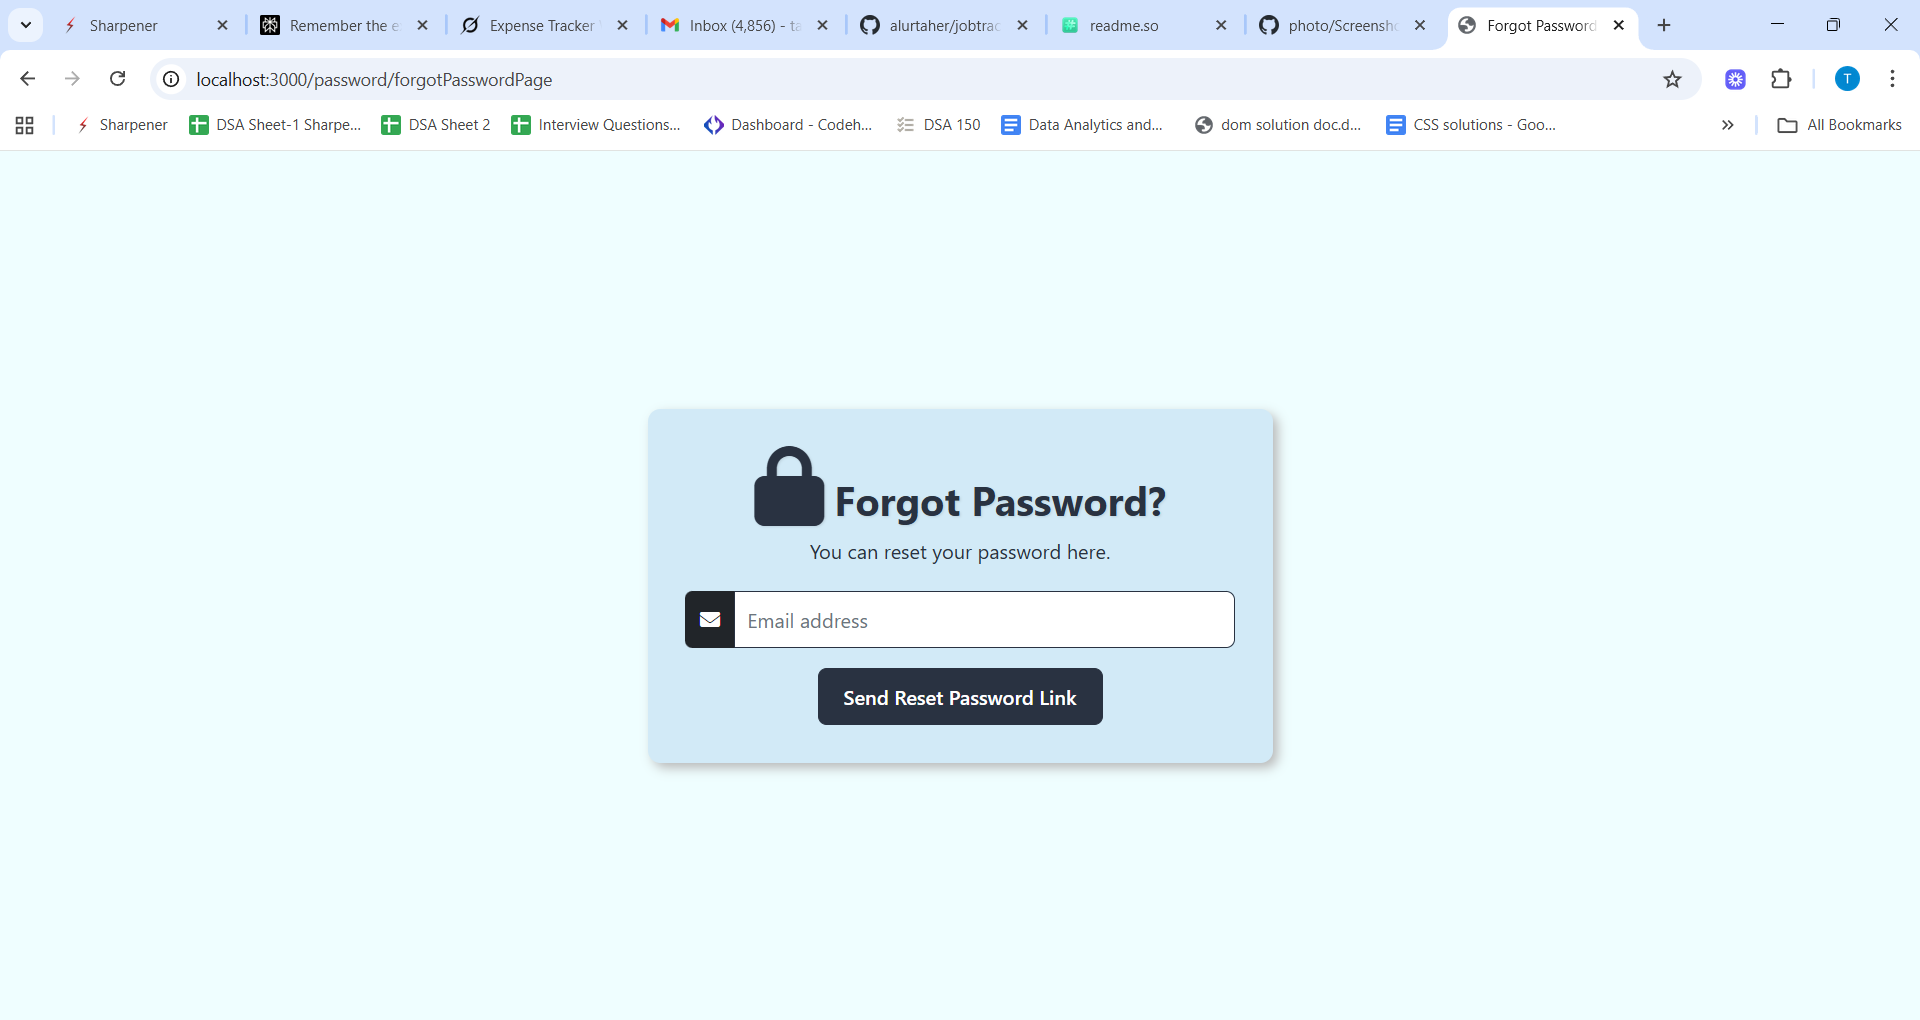 Sharpener
Remember the e
Expense Tracker
Inbox (4,856) - ta
alurtaher/jobtrac
readme.so
photo/Screensho
Forgot Password
localhost:3000/password/forgotPasswordPage
T
Sharpener
DSA Sheet-1 Sharpe...
DSA Sheet 2
Interview Questions...
Dashboard - Codeh...
DSA 150
Data Analytics and...
dom solution doc.d...
CSS solutions - Goo...
All Bookmarks
Forgot Password?
You can reset your password here.
Email address
Send Reset Password Link